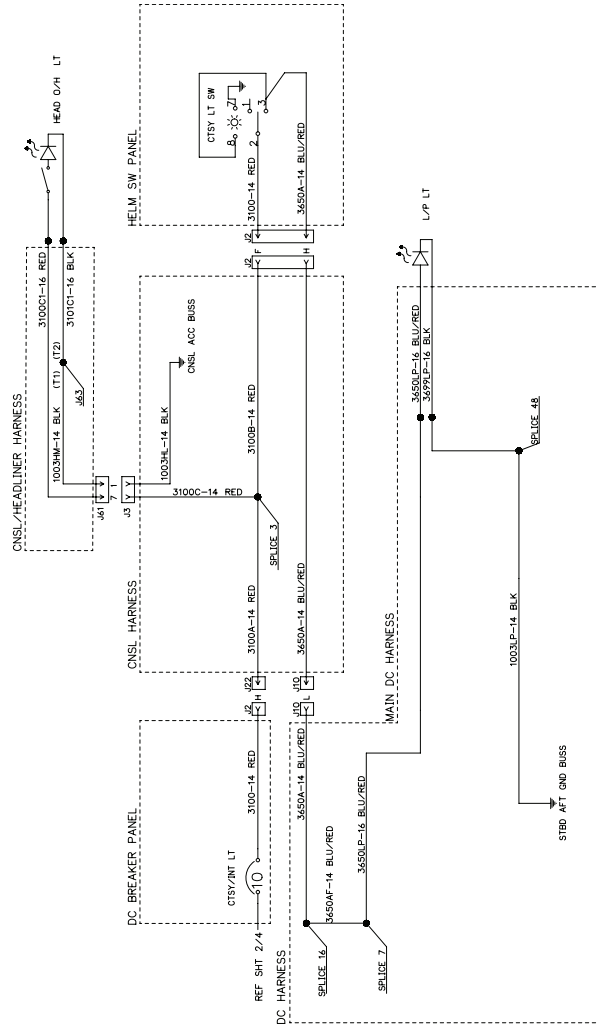 HEAD O/H LT
CNSL/HEADLINER HARNESS
3100C1-16 RED
3101C1-16 BLK
(T1) (T2)
1003HM-14 BLK
J63
J61
7 1
J3
HELM SW PANEL
CTSY LT SW
8 7
1
2 3
3100-14 RED
3650A-14 BLU/RED
J2
F H
J2
CNSL HARNESS
CNSL ACC BUSS
1003HL-14 BLK
3100C-14 RED
3100B-14 RED
SPLICE 3
3100A-14 RED
3650A-14 BLU/RED
J22 J10
H L
J2 J10
DC BREAKER PANEL
3100-14 RED
CTSY/INT LT
10
REF SHT 2/4
3650A-14 BLU/RED
DC HARNESS
MAIN DC HARNESS
3650AF-14 BLU/RED
SPLICE 16
SPLICE 7
3650LP-16 BLU/RED
L/P LT
3650LP-16 BLU/RED
3699LP-16 BLK
SPLICE 48
1003LP-14 BLK
STBD AFT GND BUSS